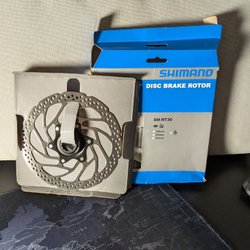 SHIMANO
DISC BRAKE ROTOR
SM-RT30